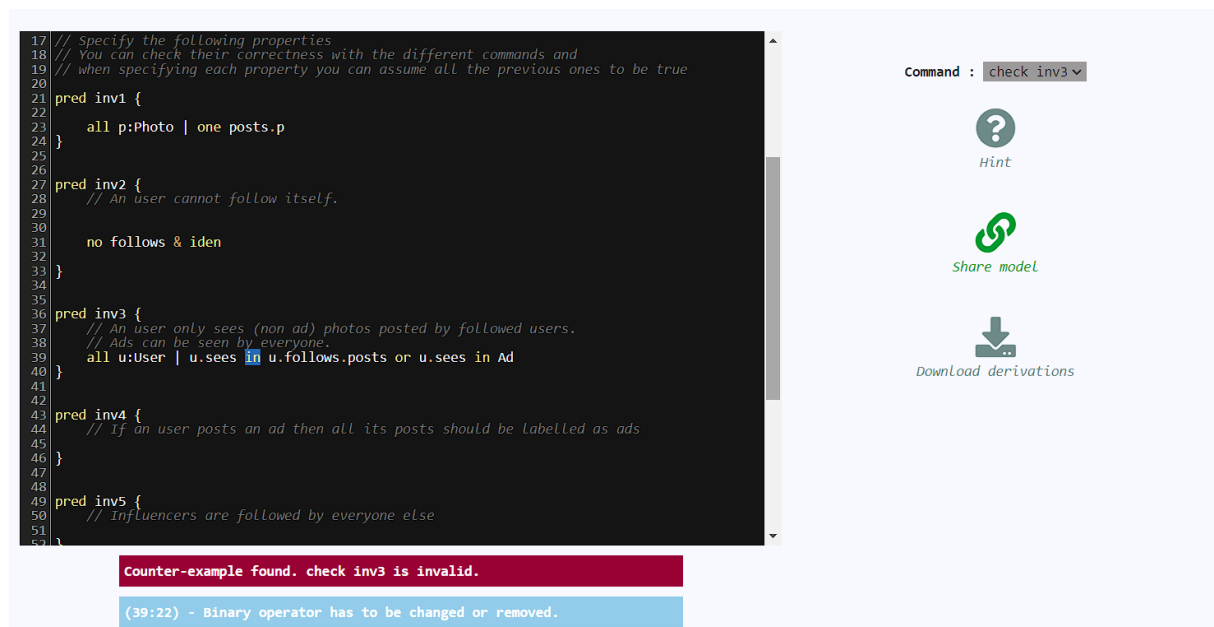 17 // Specify the following properties
18 // You can check their correctness with the different commands and
19 // when specifying each property you can assume all the previous ones to be true
20
21 pred inv1 {
22
23 all p:Photo | one posts.p
24 }
25
26
27 pred inv2 {
28 // An user cannot follow itself.
29
30
31 no follows & iden
32
33 }
34
35
36 pred inv3 {
37 // An user only sees (non ad) photos posted by followed users.
38 // Ads can be seen by everyone.
39 all u:User | u.sees in u.follows.posts or u.sees in Ad
40 }
41
42
43 pred inv4 {
44 // If an user posts an ad then all its posts should be labelled as ads
45
46 }
47
48
49 pred inv5 {
50 // Influencers are followed by everyone else
51
52 }
Command : check inv3
Hint
Share model
Download derivations
Counter-example found. check inv3 is invalid.
(39:22) - Binary operator has to be changed or removed.